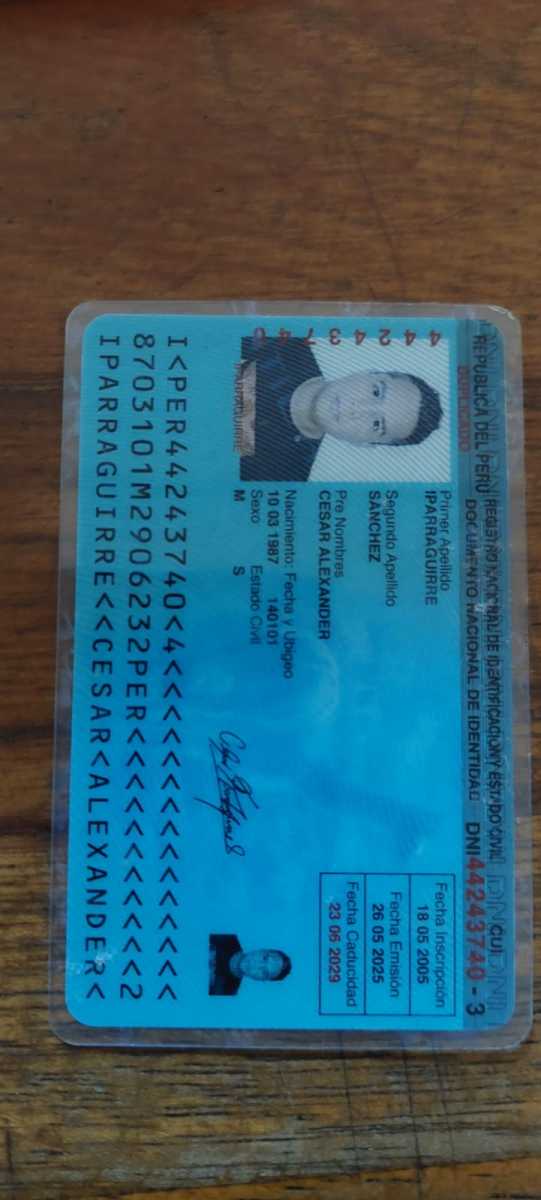 REPUBLICA DEL PERU REGISTRO NACIONAL DE IDENTIFICACION Y ESTADO CIVIL
CUI
DUPLICADO
DOCUMENTO NACIONAL DE IDENTIDAD DNI 44243740 - 3
44243740
IPARRAGUIRRE
Primer Apellido
IPARRAGUIRRE
Segundo Apellido
SANCHEZ
Pre Nombres
CESAR ALEXANDER
Nacimiento: Fecha y Ubigeo
10 03 1987 140101
Sexo Estado Civil
M S
Fecha Inscripción
18 05 2005
Fecha Emisión
26 05 2025
Fecha Caducidad
23 06 2029
I<PER44243740<4<<<<<<<<<<<<<<<
8703101M2906232PER<<<<<<<<<<<2
IPARRAGUIRRE<<CESAR<ALEXANDER<